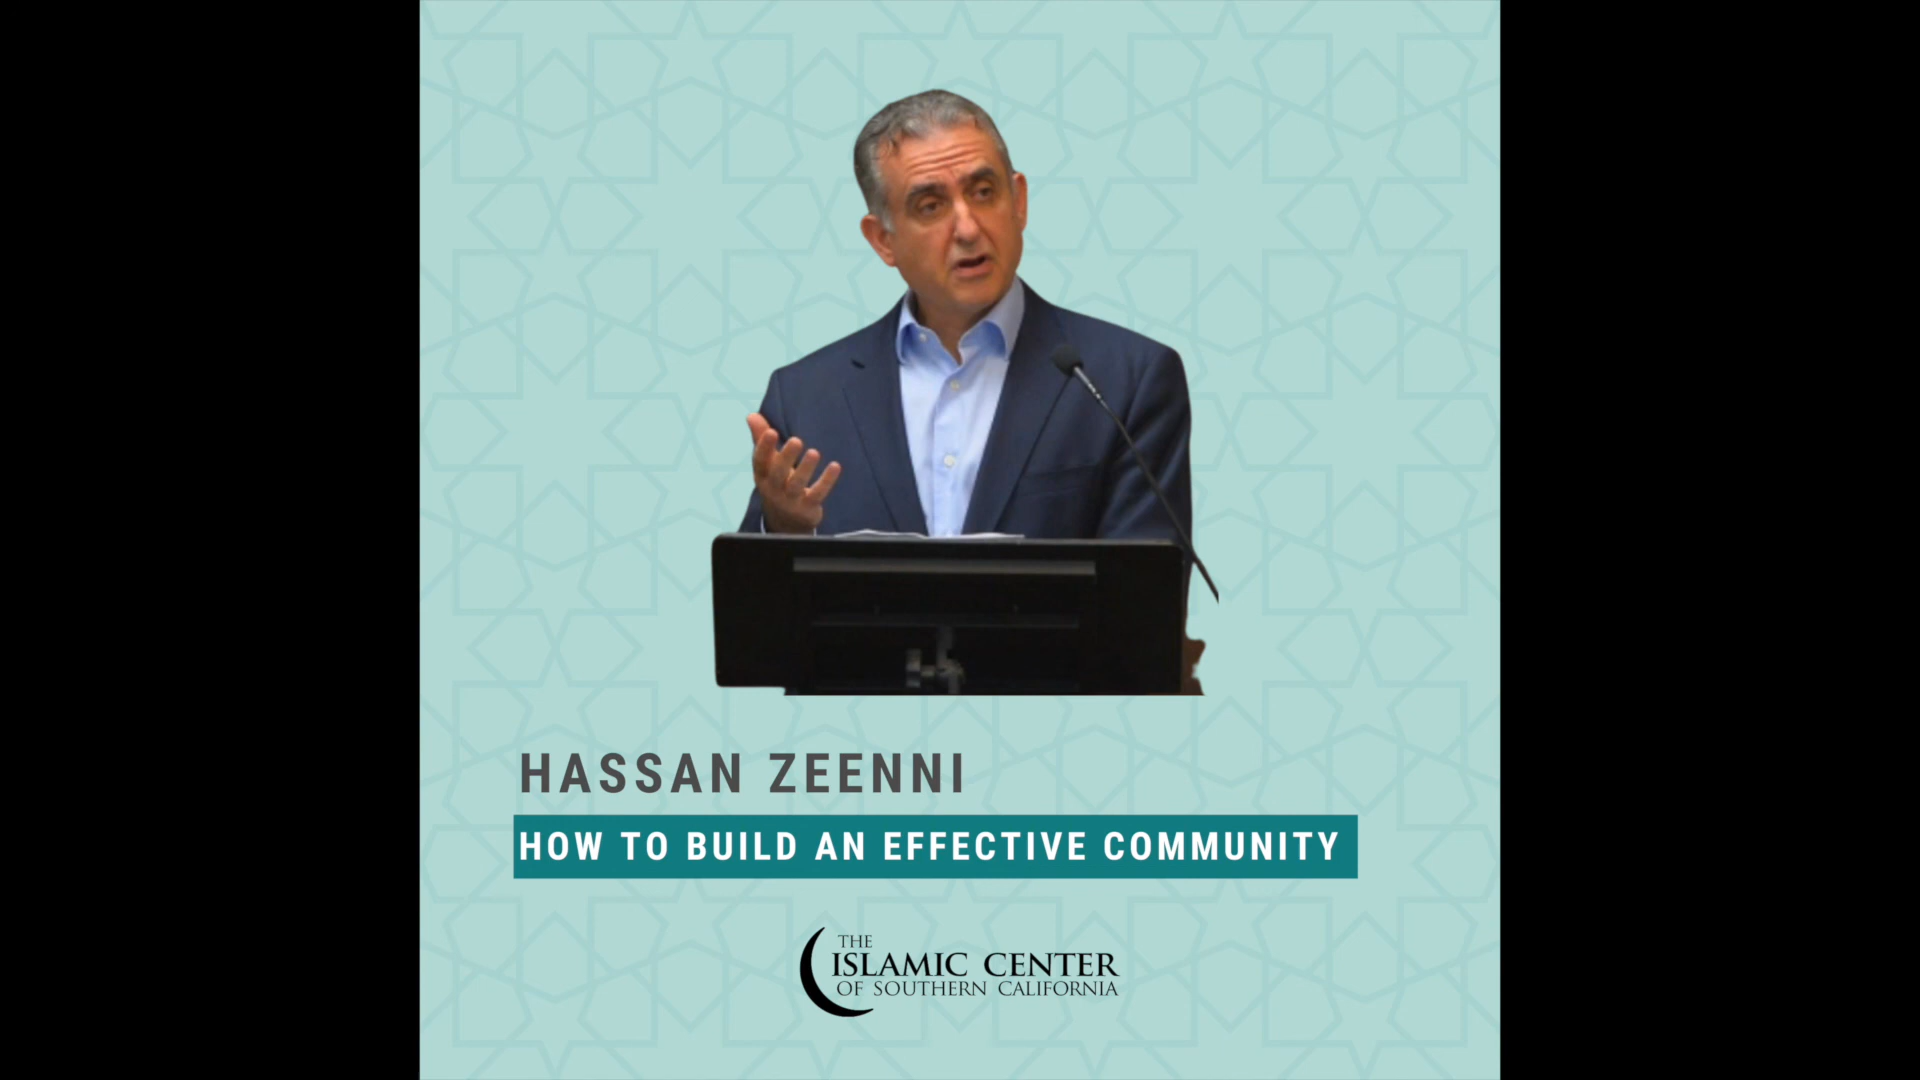 HASSAN ZEENNI
HOW TO BUILD AN EFFECTIVE COMMUNITY
THE
ISLAMIC CENTER
OF SOUTHERN CALIFORNIA